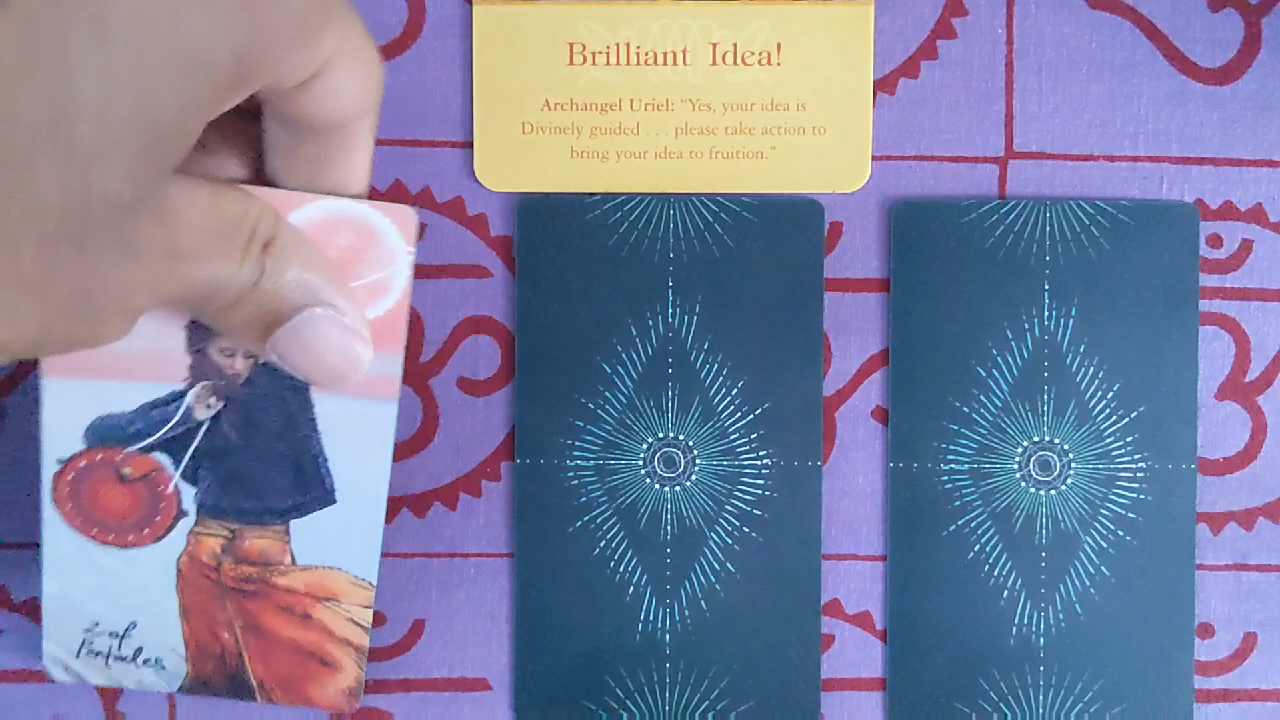 Brilliant Idea!
Archangel Uriel: “Yes, your idea is
Divinely guided . . . please take action to
bring your idea to fruition.”
of